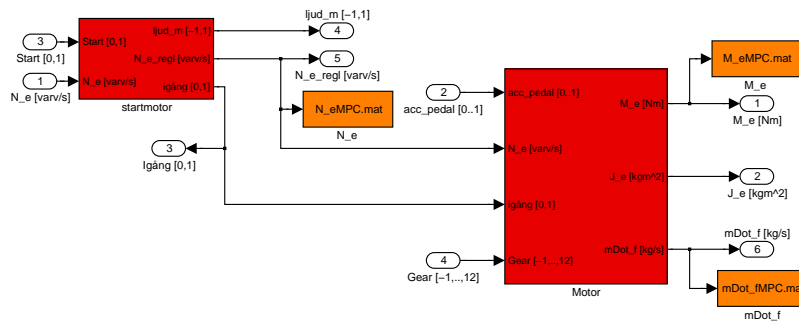 ljud_m [−1,1]
4
3
Start [0,1]
Start [0,1]
ljud_m [−1,1]
N_e_regl [varv/s]
igång [0,1]
N_e [varv/s]
startmotor
1
N_e [varv/s]
5
N_e_regl [varv/s]
N_eMPC.mat
N_e
3
Igång [0,1]
2
acc_pedal [0..1]
acc_pedal [0..1]
N_e [varv/s]
igång [0,1]
Gear [−1,..,12]
M_e [Nm]
J_e [kgm^2]
mDot_f [kg/s]
Motor
4
Gear [−1,..,12]
M_eMPC.mat
M_e
1
M_e [Nm]
2
J_e [kgm^2]
mDot_f [kg/s]
6
mDot_fMPC.ma
mDot_f